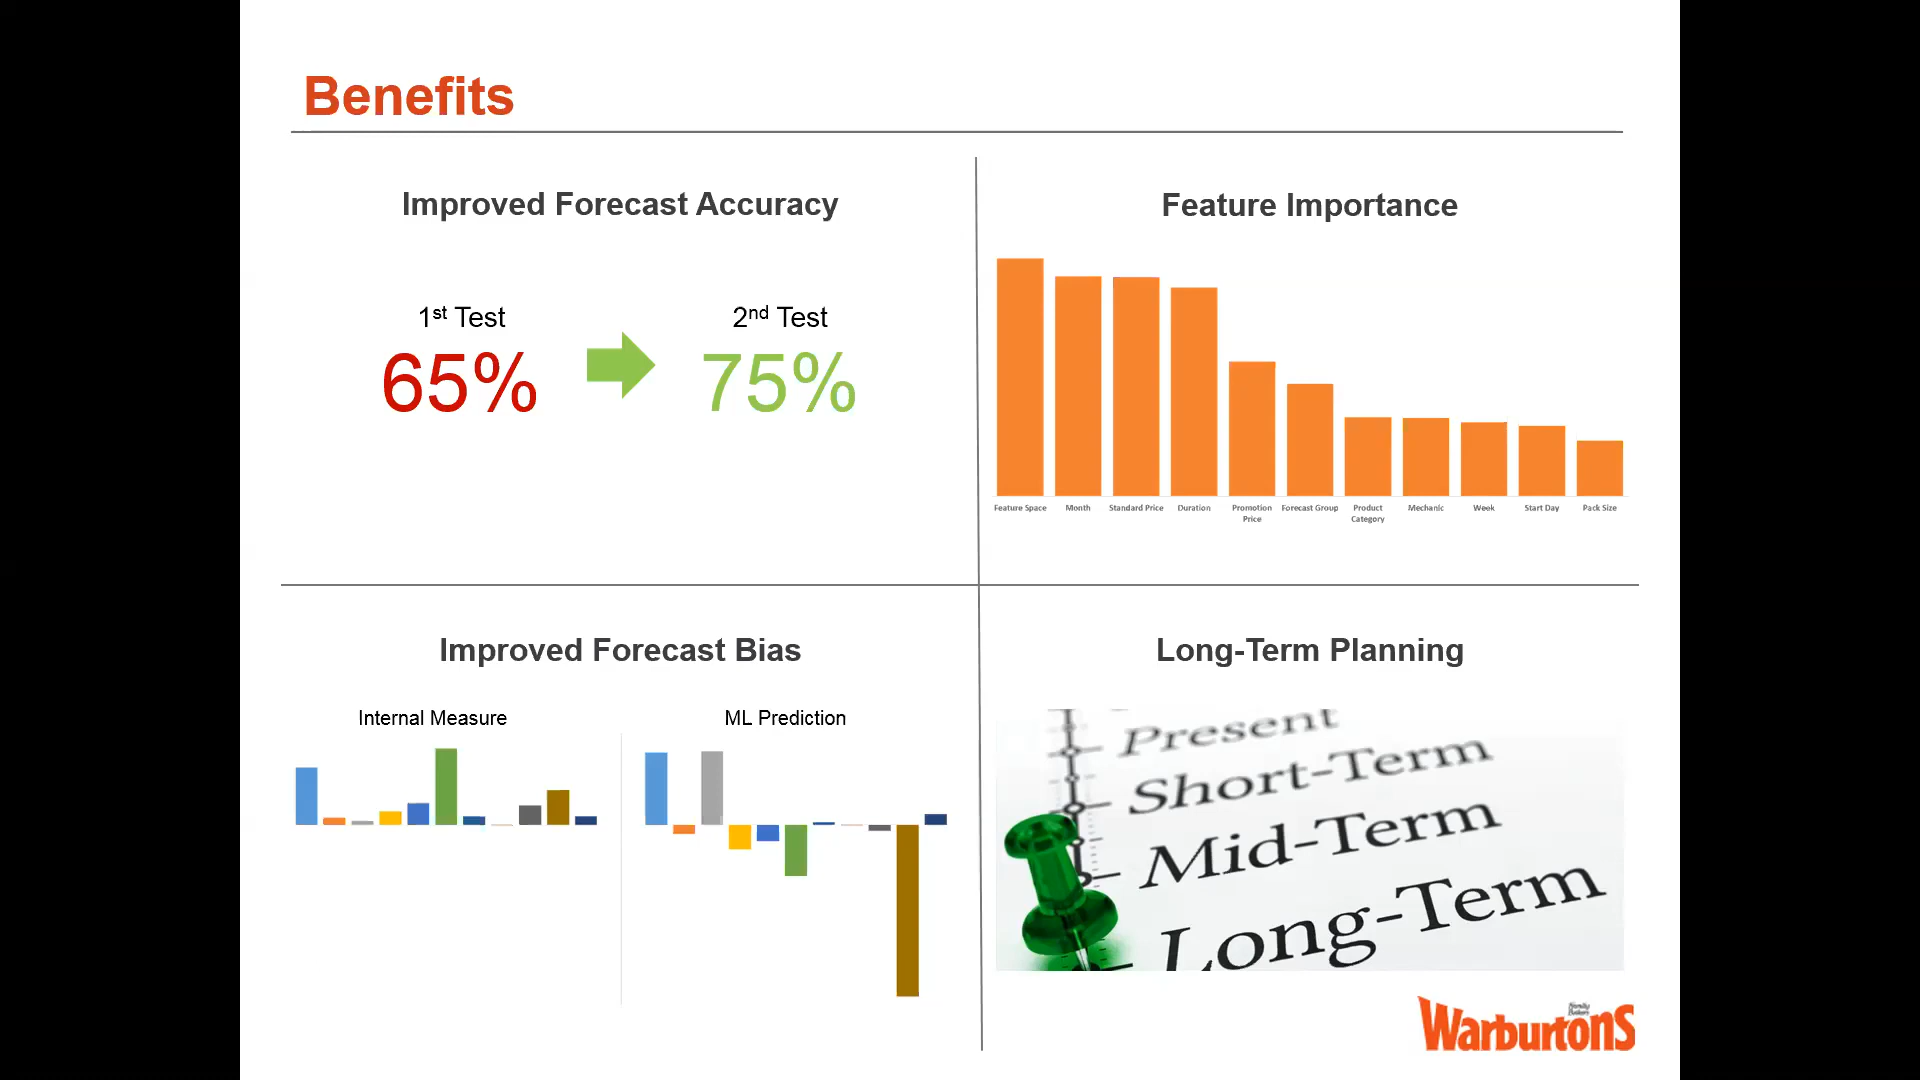 Benefits
Improved Forecast Accuracy
1st Test
2nd Test
65%
75%
Feature Importance
Feature Space
Month
Standard Price
Duration
Promotion
Price
Forecast Group
Product
Category
Mechanic
Week
Start Day
Pack Size
Improved Forecast Bias
Internal Measure
ML Prediction
Long-Term Planning
Present
Short-Term
Mid-Term
Long-Term
Warburtons